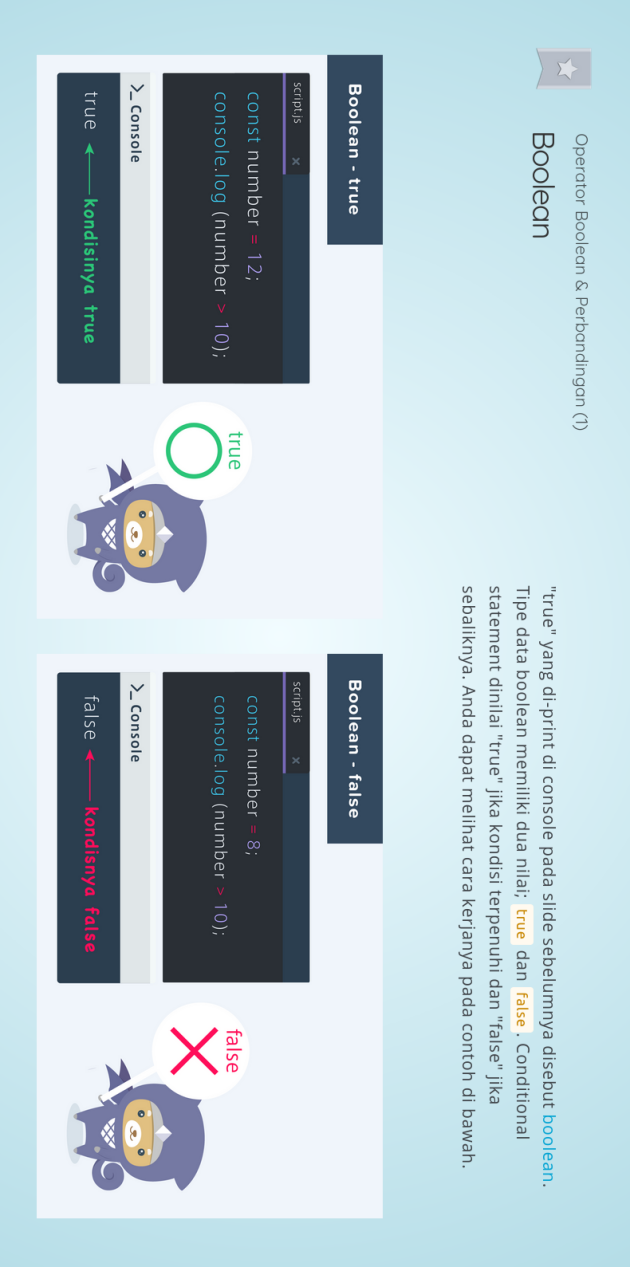 Operator Boolean & Perbandingan (1)
Boolean
"true" yang di-print di console pada slide sebelumnya disebut boolean.
Tipe data boolean memiliki dua nilai; true dan false. Conditional
statement dinilai "true" jika kondisi terpenuhi dan "false" jika
sebaliknya. Anda dapat melihat cara kerjanya pada contoh di bawah.
Boolean - true
script.js x
const number = 12;
console.log (number > 10);
>_ Console
true kondisinya true
true
Boolean - false
script.js x
const number = 8;
console.log (number > 10);
>_ Console
false kondisnya false
false